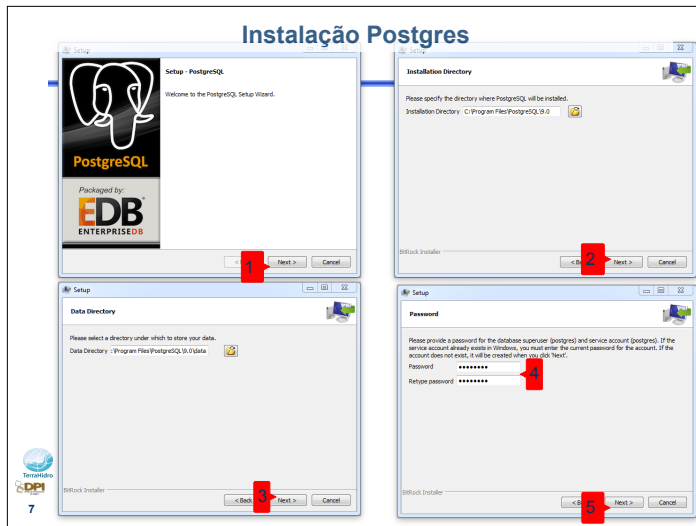 Instalação Postgres
Setup
Setup - PostgreSQL
Welcome to the PostgreSQL Setup Wizard.
PostgreSQL
Packaged by:
EDB
ENTERPRISEDB
<
1
Next >
Cancel
Setup
Installation Directory
Please specify the directory where PostgreSQL will be installed.
Installation Directory C:\Program Files\PostgreSQL\9.0
BitRock Installer
< B
2
Next >
Cancel
Setup
Data Directory
Please select a directory under which to store your data.
Data Directory :\Program Files\PostgreSQL\9.0\data
BitRock Installer
< Back
3
Next >
Cancel
Setup
Password
Please provide a password for the database superuser (postgres) and service account (postgres). If the
service account already exists in Windows, you must enter the current password for the account. If the
account does not exist, it will be created when you click 'Next'.
Password ••••••••
4
Retype password ••••••••
BitRock Installer
< B
5
Next >
Cancel
TerraHidro
DPI
7